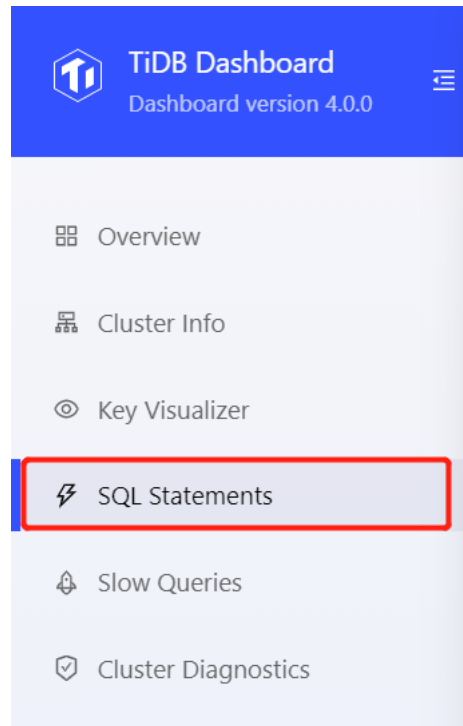 TiDB Dashboard
Dashboard version 4.0.0
Overview
Cluster Info
Key Visualizer
SQL Statements
Slow Queries
Cluster Diagnostics